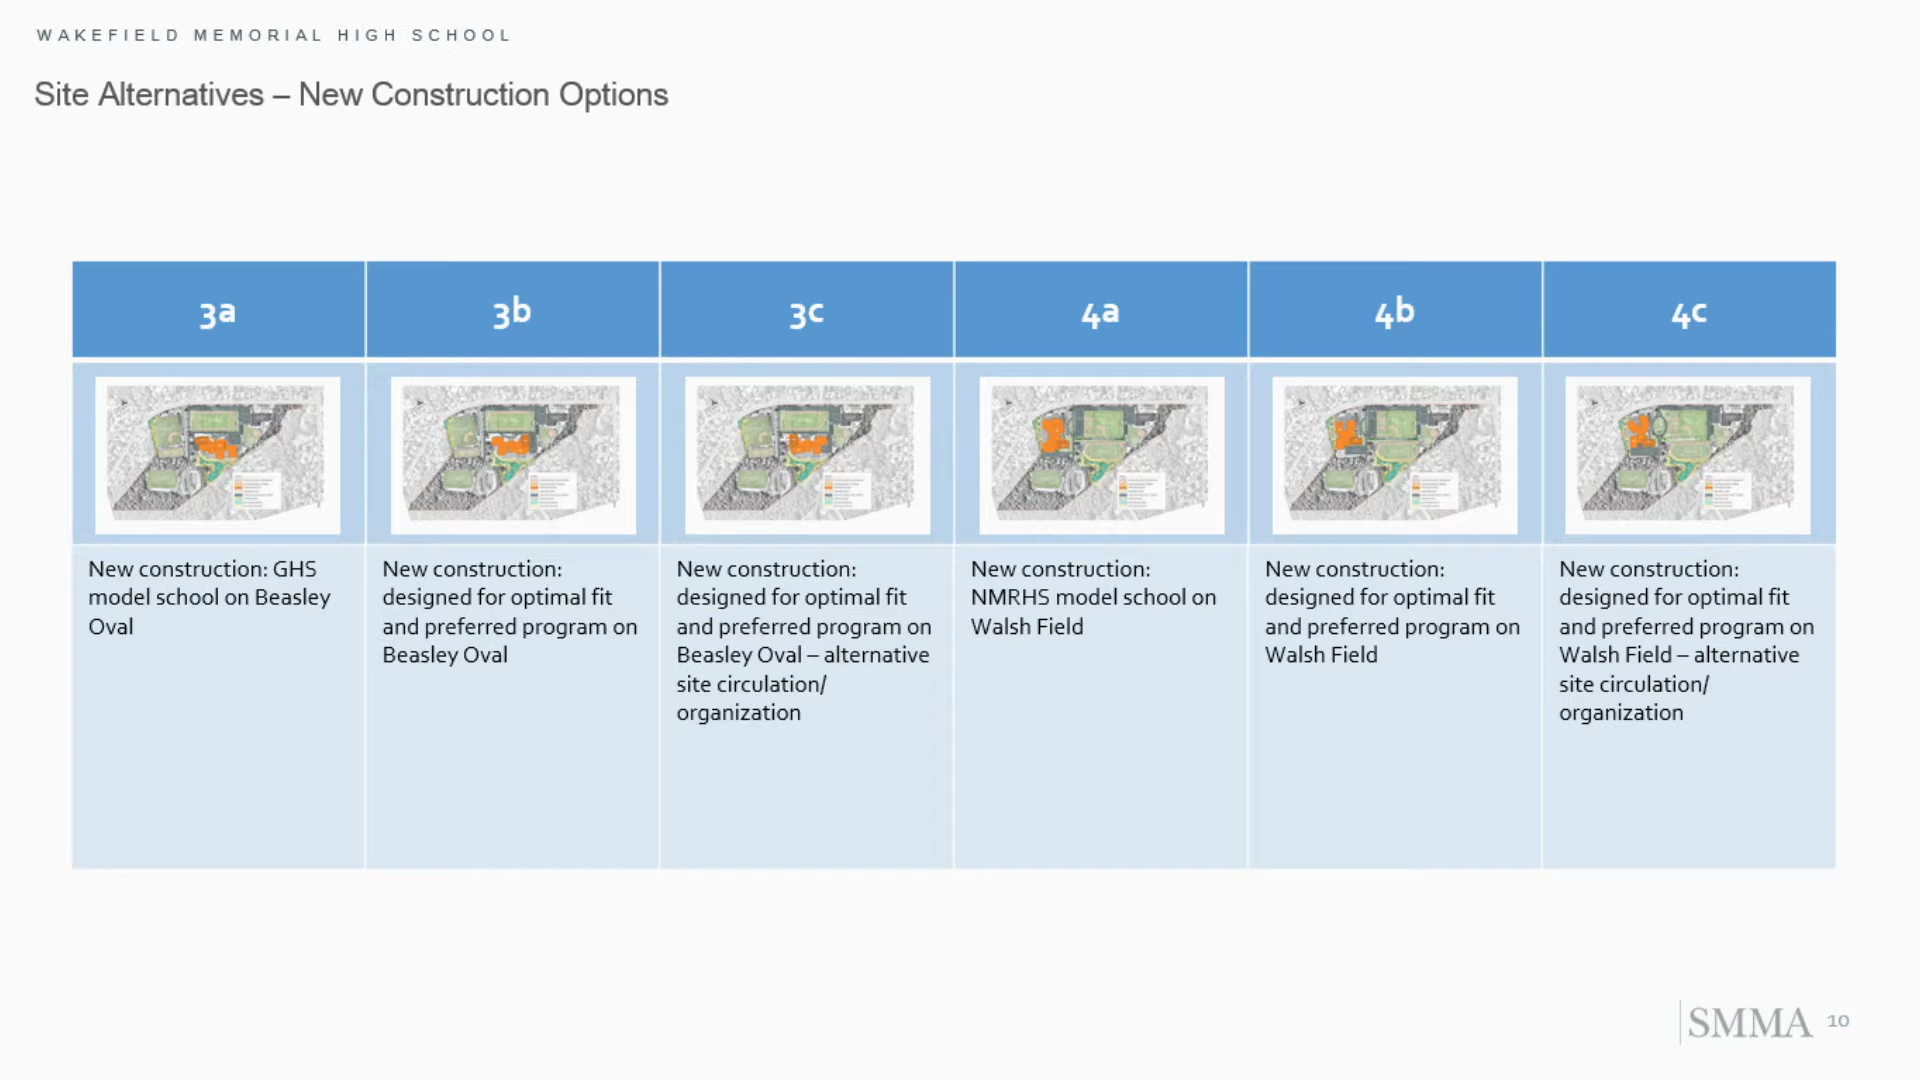 WAKEFIELD MEMORIAL HIGH SCHOOL
Site Alternatives – New Construction Options
3a
3b
3c
4a
4b
4c
New construction: GHS
model school on Beasley
Oval
New construction:
designed for optimal fit
and preferred program on
Beasley Oval
New construction:
designed for optimal fit
and preferred program on
Beasley Oval – alternative
site circulation/
organization
New construction:
NMRHS model school on
Walsh Field
New construction:
designed for optimal fit
and preferred program on
Walsh Field
New construction:
designed for optimal fit
and preferred program on
Walsh Field – alternative
site circulation/
organization
SMMA
10